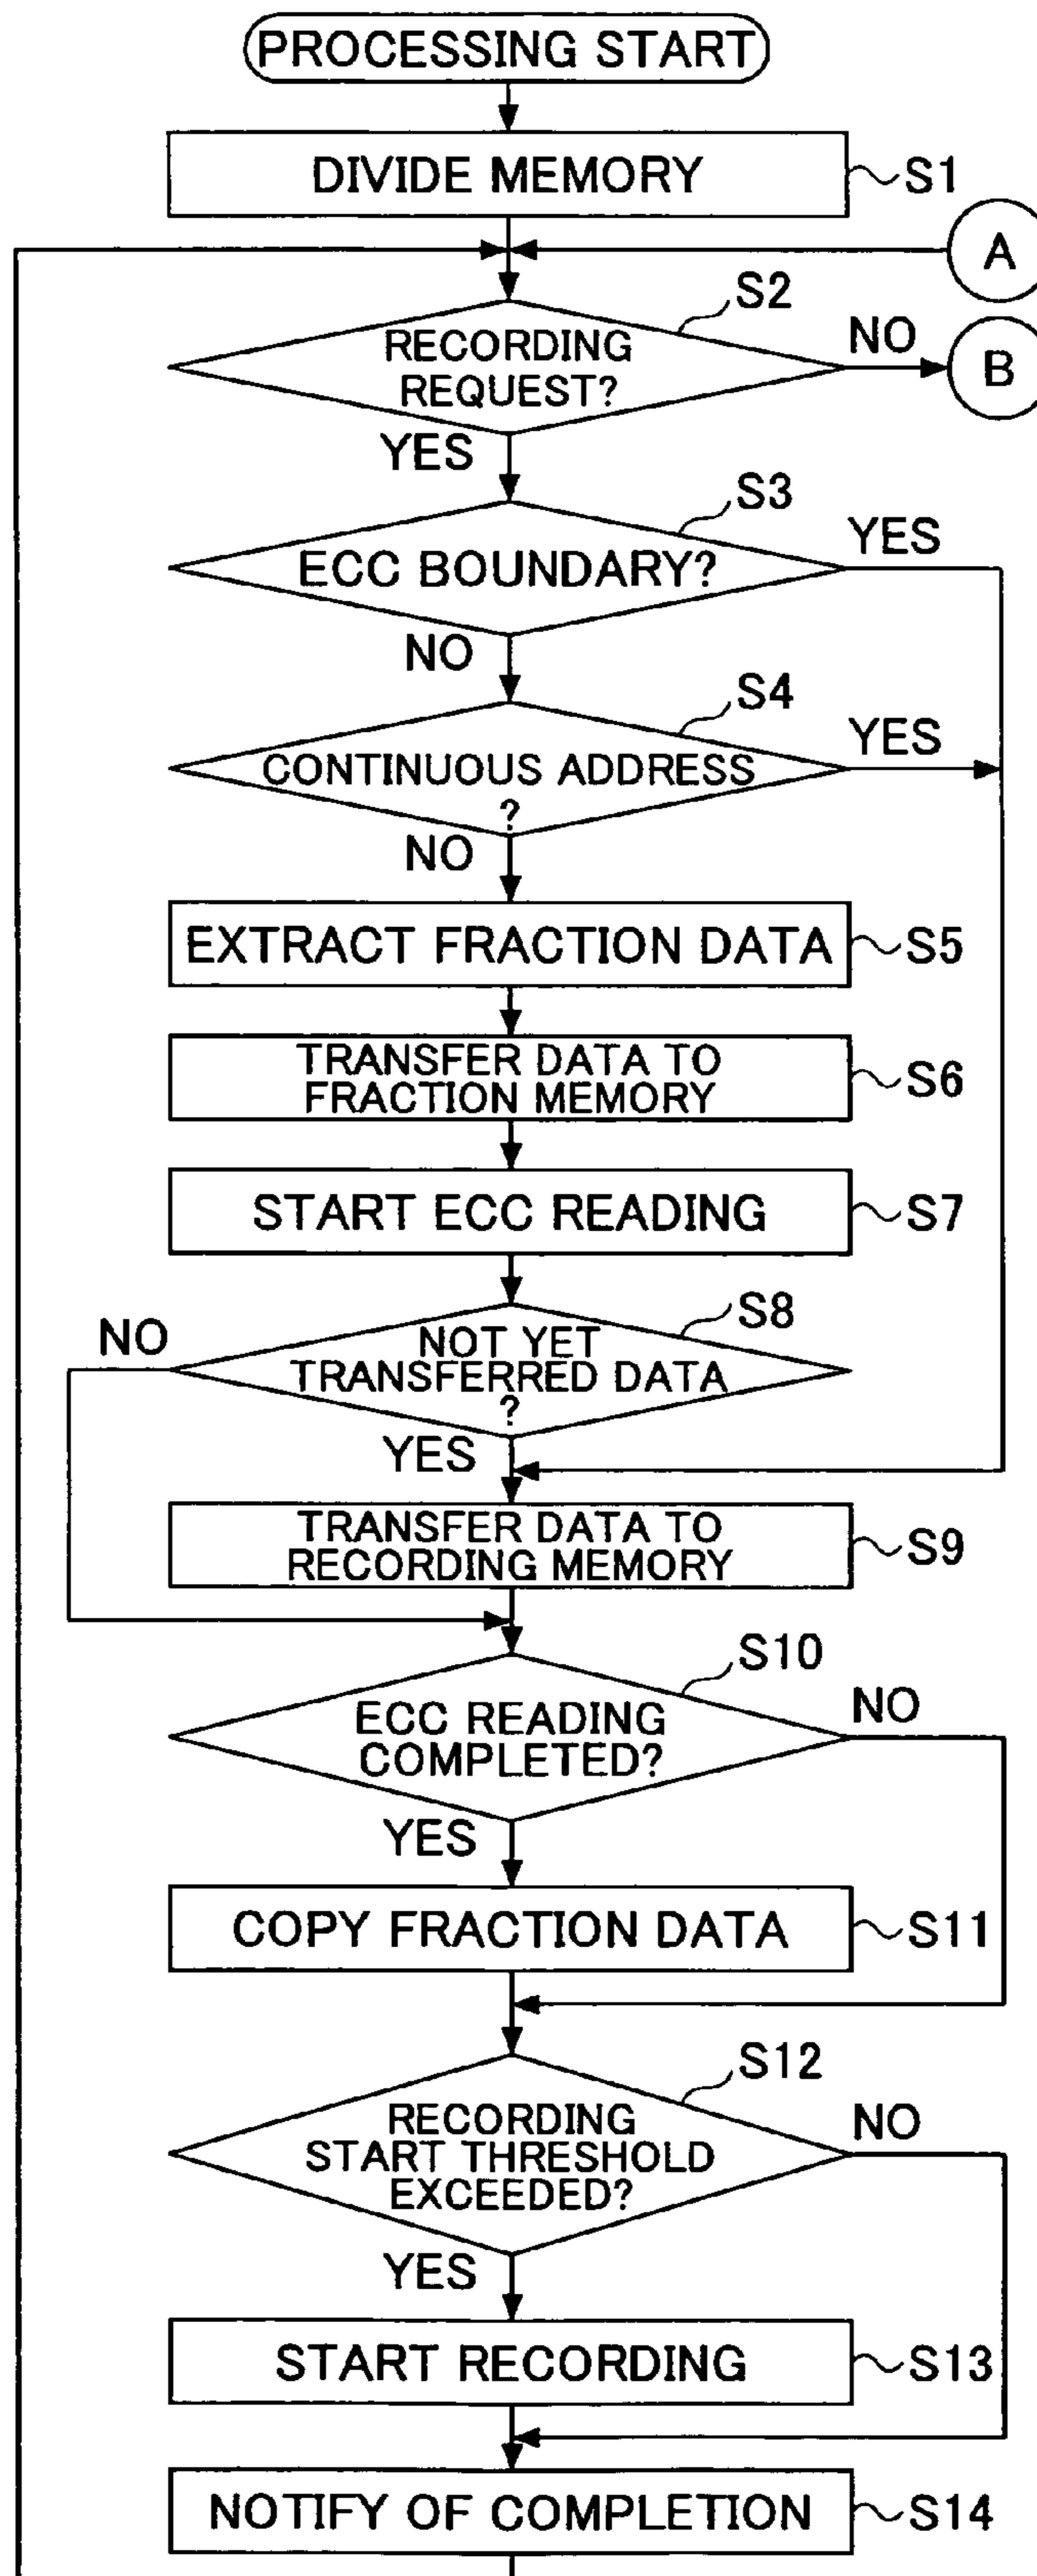 PROCESSING START
DIVIDE MEMORY
S1
A
S2
RECORDING
REQUEST?
NO
B
YES
S3
ECC BOUNDARY?
YES
NO
S4
CONTINUOUS ADDRESS
?
YES
NO
EXTRACT FRACTION DATA
S5
TRANSFER DATA TO
FRACTION MEMORY
S6
START ECC READING
S7
S8
NO
NOT YET
TRANSFERRED DATA
?
YES
TRANSFER DATA TO
RECORDING MEMORY
S9
S10
ECC READING
COMPLETED?
NO
YES
COPY FRACTION DATA
S11
S12
RECORDING
START THRESHOLD
EXCEEDED?
NO
YES
START RECORDING
S13
NOTIFY OF COMPLETION
S14